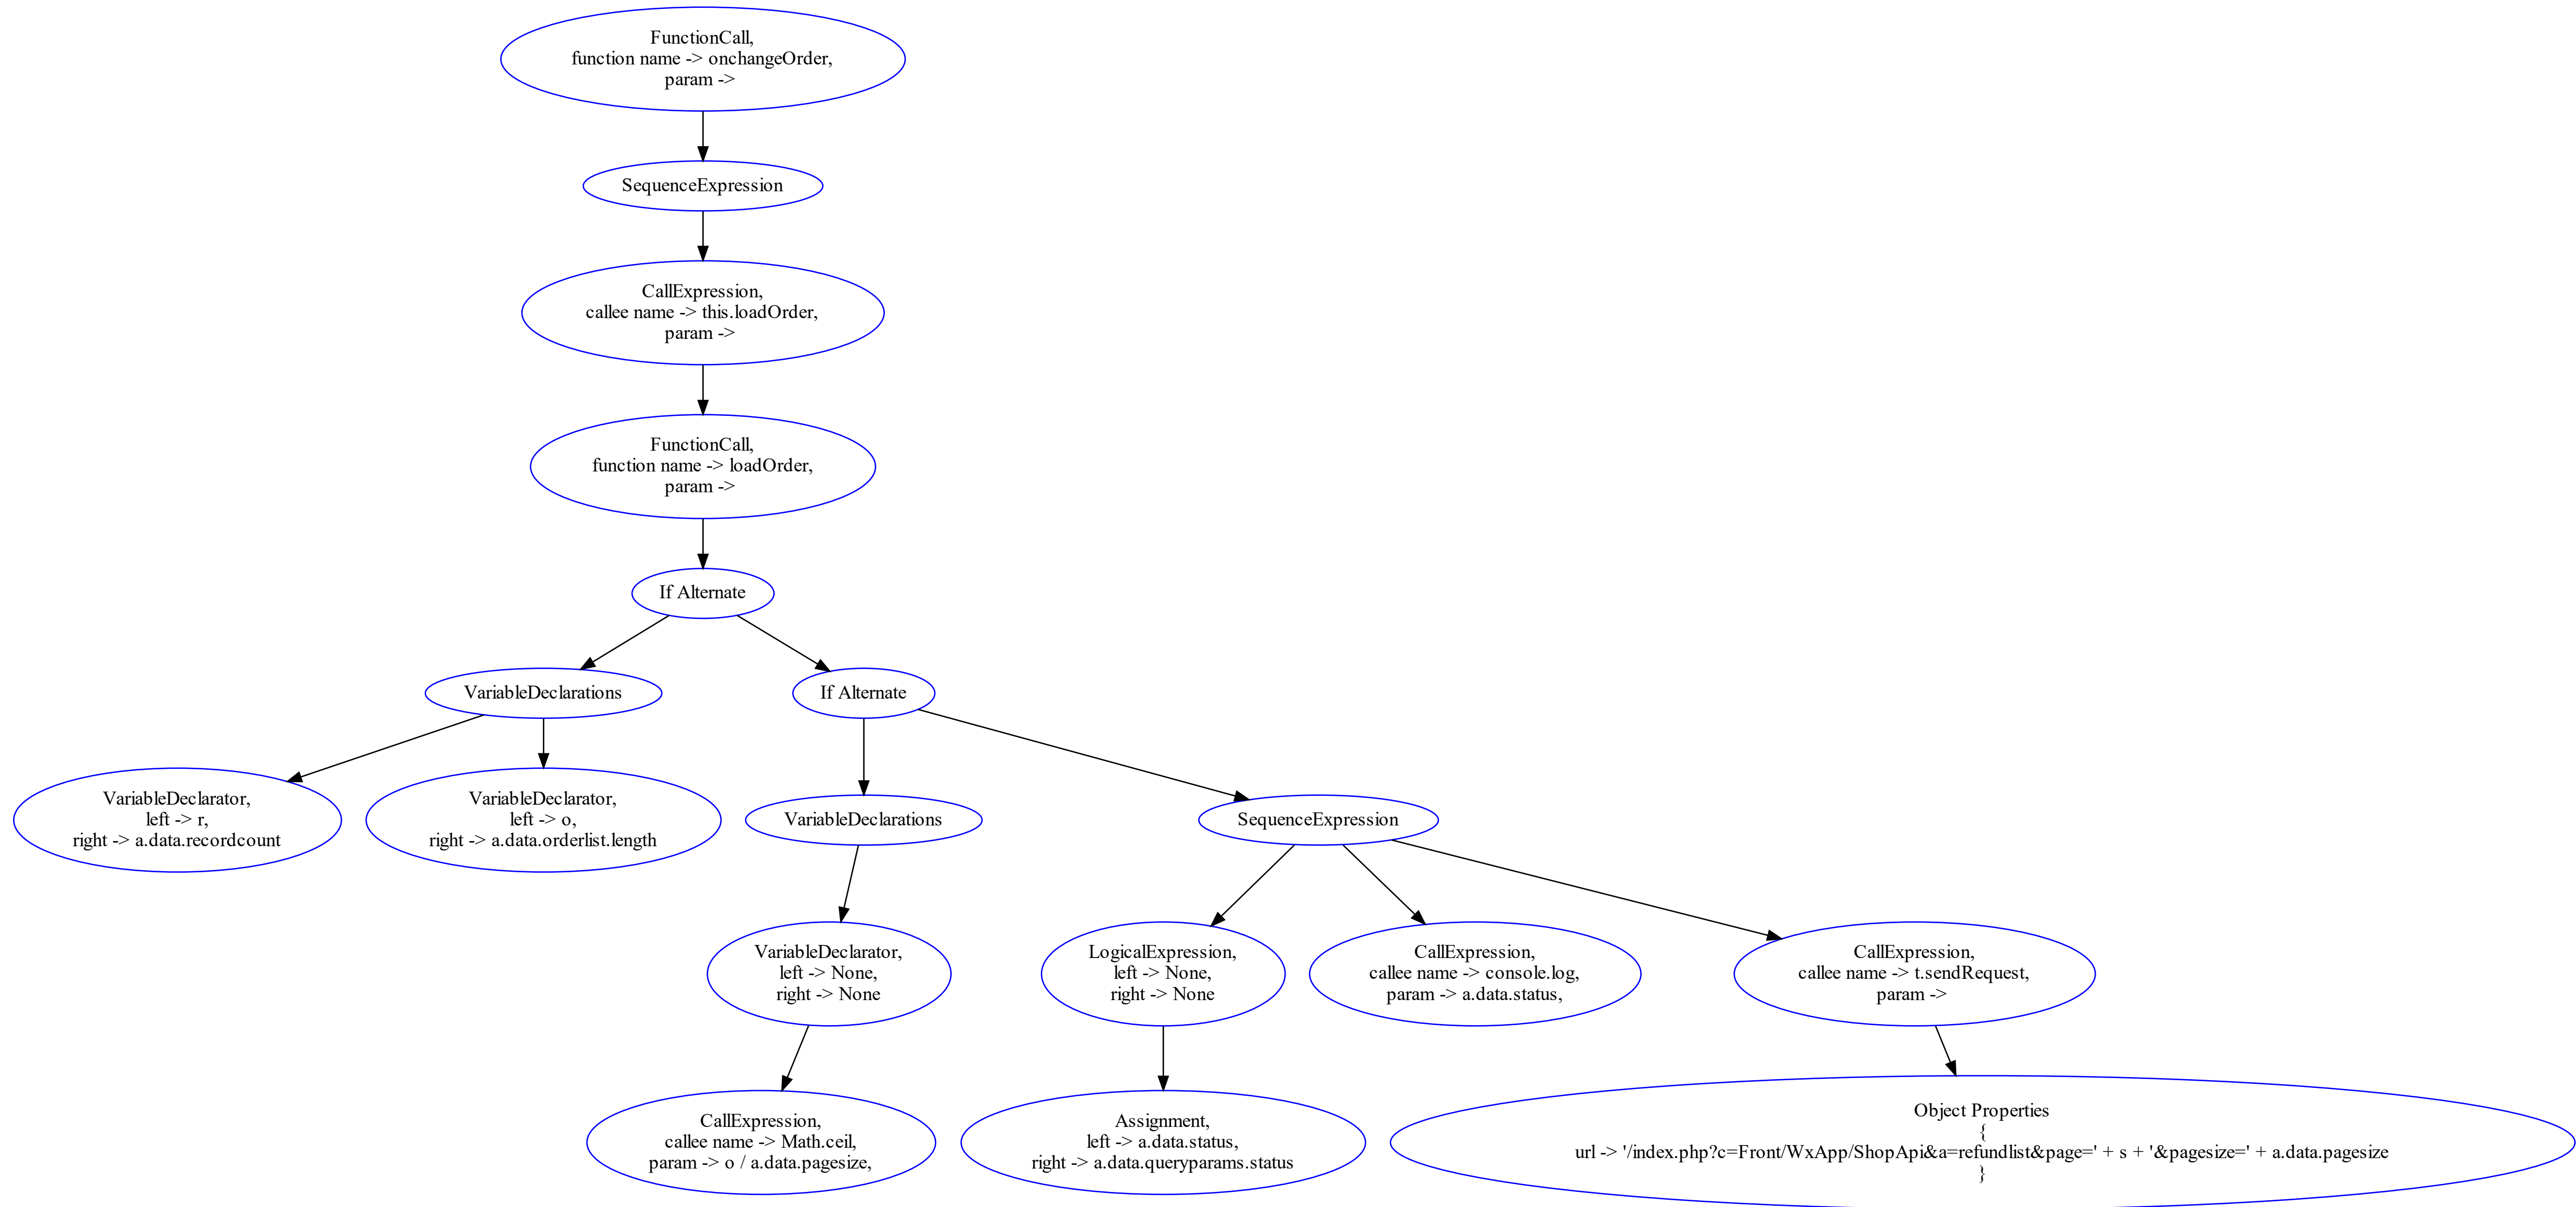 FunctionCall,
function name -> onchangeOrder,
param ->
SequenceExpression
CallExpression,
callee name -> this.loadOrder,
param ->
FunctionCall,
function name -> loadOrder,
param ->
If Alternate
VariableDeclarations
If Alternate
VariableDeclarator,
left -> r,
right -> a.data.recordcount
VariableDeclarator,
left -> o,
right -> a.data.orderlist.length
VariableDeclarations
SequenceExpression
VariableDeclarator,
left -> None,
right -> None
LogicalExpression,
left -> None,
right -> None
CallExpression,
callee name -> console.log,
param -> a.data.status,
CallExpression,
callee name -> t.sendRequest,
param ->
CallExpression,
callee name -> Math.ceil,
param -> o / a.data.pagesize,
Assignment,
left -> a.data.status,
right -> a.data.queryparams.status
Object Properties
{
url -> '/index.php?c=Front/WxApp/ShopApi&a=refundlist&page=' + s + '&pagesize=' + a.data.pagesize
}